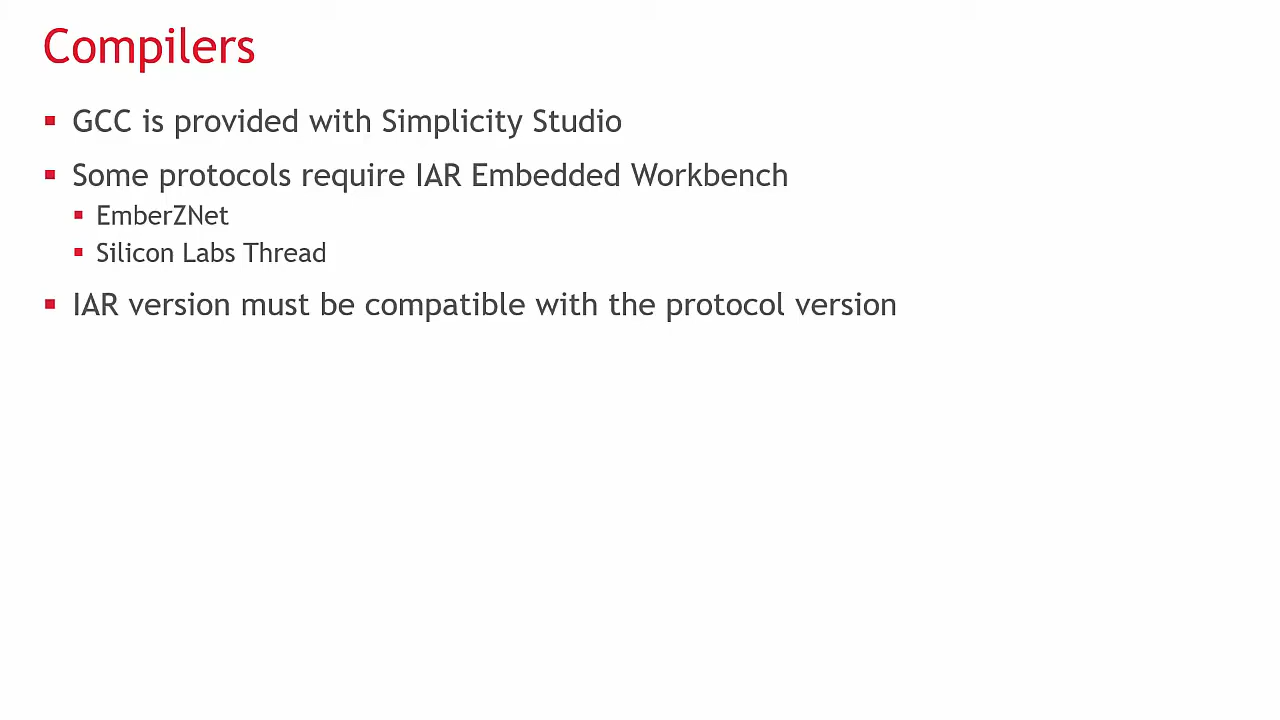 Compilers
GCC is provided with Simplicity Studio
Some protocols require IAR Embedded Workbench
EmberZNet
Silicon Labs Thread
IAR version must be compatible with the protocol version